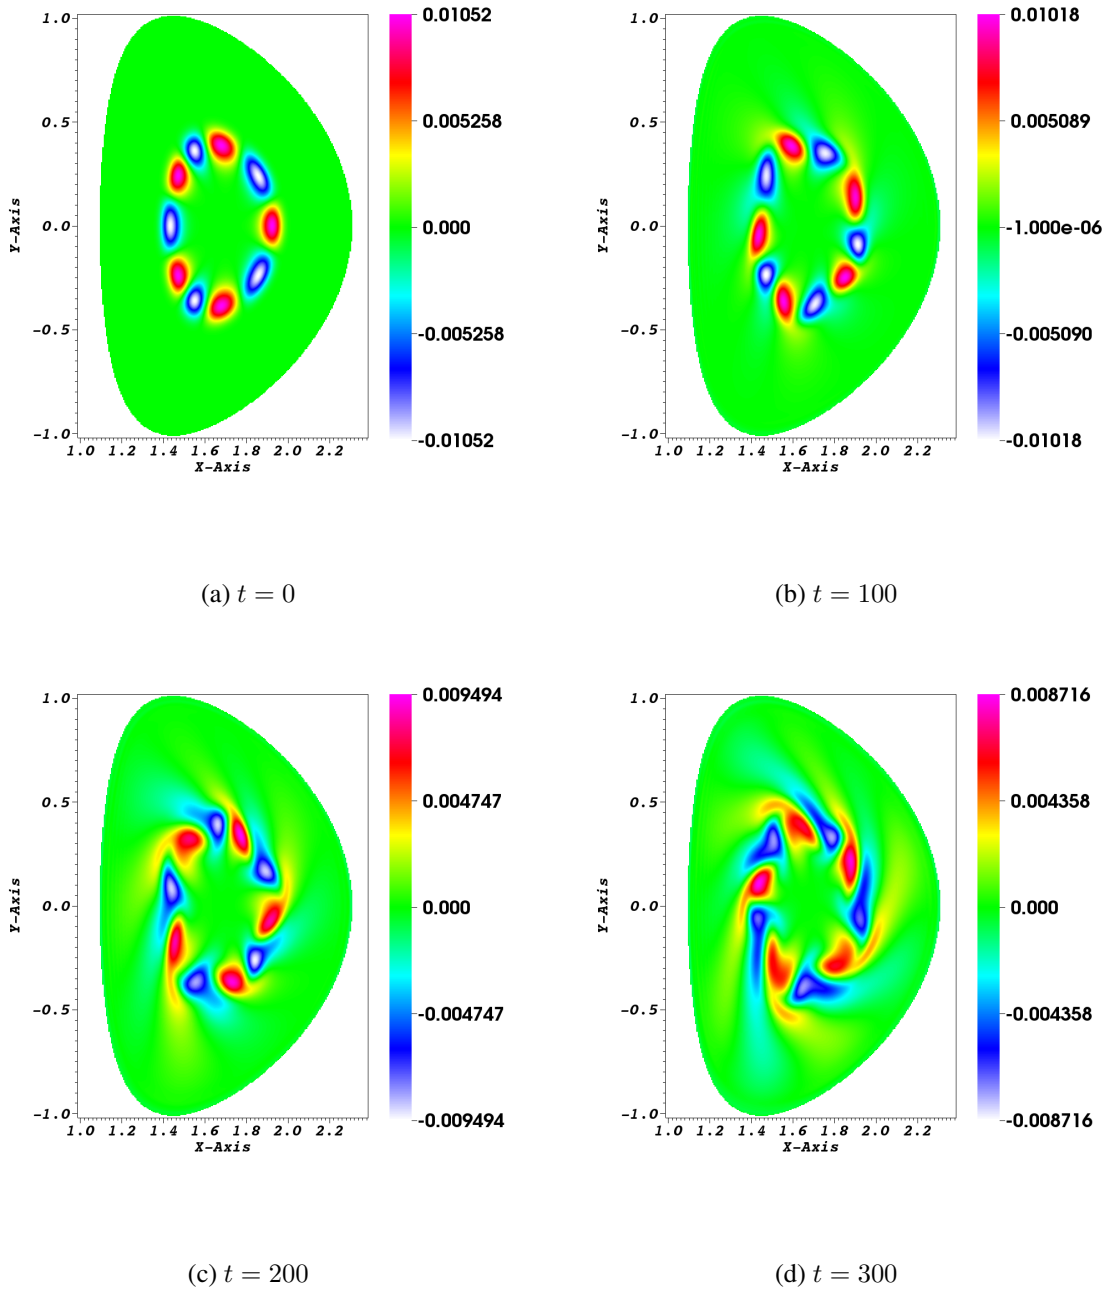 1.0
0.5
0.0
-0.5
-1.0
Y-Axis
1.0 1.2 1.4 1.6 1.8 2.0 2.2
X-Axis
0.01052
0.005258
0.000
-0.005258
-0.01052
(a) t = 0
1.0
0.5
0.0
-0.5
-1.0
Y-Axis
1.0 1.2 1.4 1.6 1.8 2.0 2.2
X-Axis
0.01018
0.005089
-1.000e-06
-0.005090
-0.01018
(b) t = 100
1.0
0.5
0.0
-0.5
-1.0
Y-Axis
1.0 1.2 1.4 1.6 1.8 2.0 2.2
X-Axis
0.009494
0.004747
0.000
-0.004747
-0.009494
(c) t = 200
1.0
0.5
0.0
-0.5
-1.0
Y-Axis
1.0 1.2 1.4 1.6 1.8 2.0 2.2
X-Axis
0.008716
0.004358
0.000
-0.004358
-0.008716
(d) t = 300